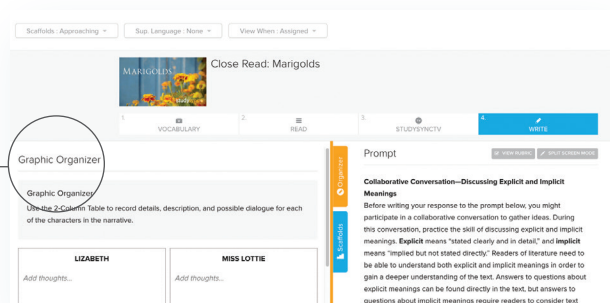 Scaffolds : Approaching
Sup. Language : None
View When : Assigned
MARIGOLDS
StudySync
Close Read: Marigolds
1.
VOCABULARY
2.
READ
3.
STUDYSYNCTV
4.
WRITE
Graphic Organizer
Graphic Organizer
Use the 2-Column Table to record details, description, and possible dialogue for each
of the characters in the narrative.
LIZABETH
Add thoughts...
MISS LOTTIE
Add thoughts...
Organizer
Scaffolds
Prompt
VIEW RUBRIC
SPLIT SCREEN MODE
Collaborative Conversation—Discussing Explicit and Implicit
Meanings
Before writing your response to the prompt below, you might
participate in a collaborative conversation to gather ideas. During
this conversation, practice the skill of discussing explicit and implicit
meanings. Explicit means "stated clearly and in detail," and implicit
means "implied but not stated directly." Readers of literature need to
be able to understand both explicit and implicit meanings in order to
gain a deeper understanding of the text. Answers to questions about
explicit meanings can be found directly in the text, but answers to
questions about implicit meanings require readers to consider text